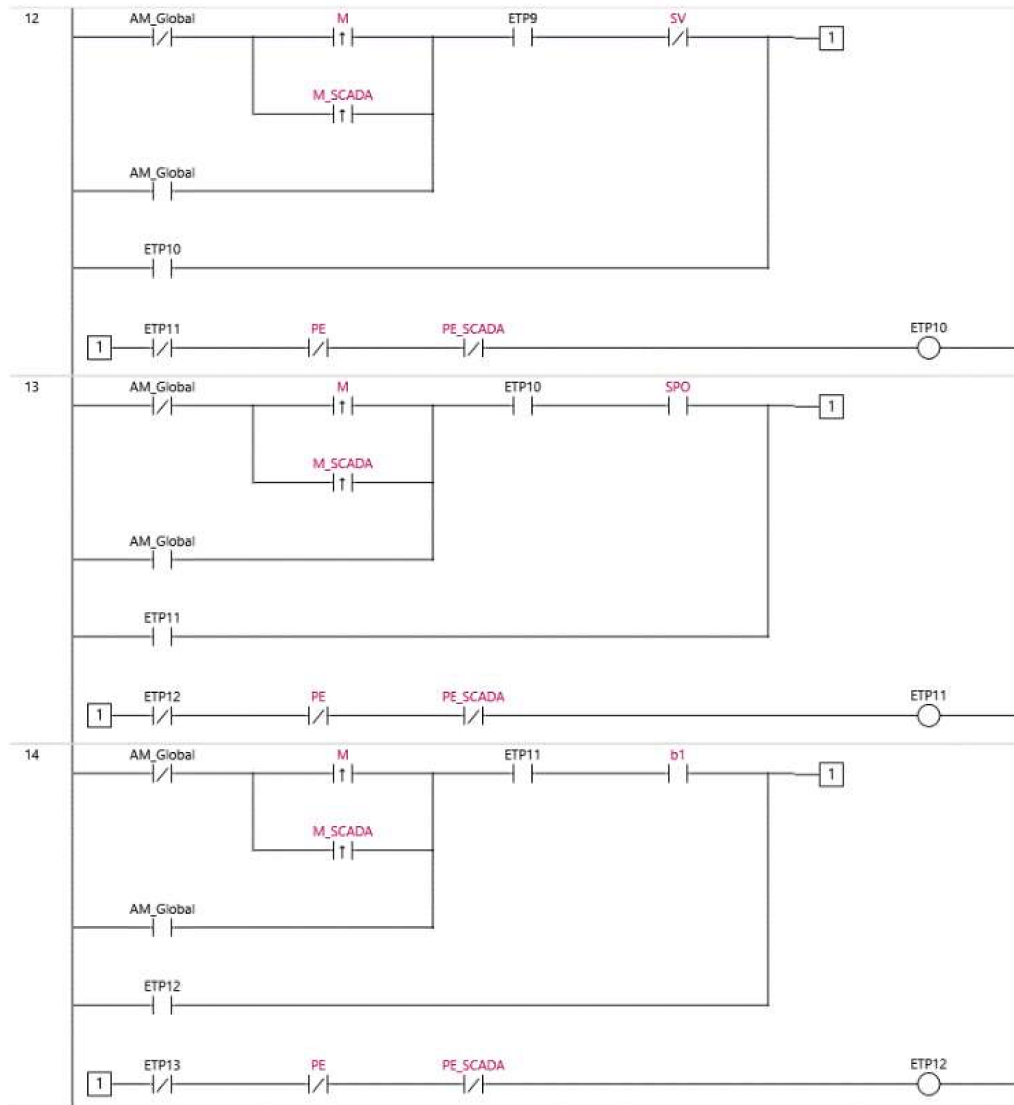 12 AM_Global M ETP9 SV
1
M_SCADA
AM_Global
ETP10
ETP11 PE PE_SCADA ETP10
1
13 AM_Global M ETP10 SPO
1
M_SCADA
AM_Global
ETP11
ETP12 PE PE_SCADA ETP11
1
14 AM_Global M ETP11 b1
1
M_SCADA
AM_Global
ETP12
ETP13 PE PE_SCADA ETP12
1